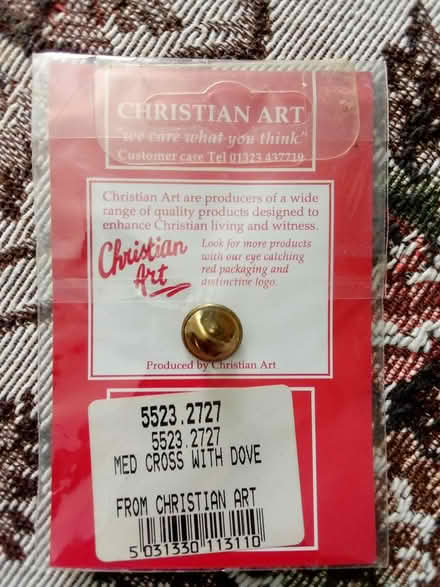 CHRISTIAN ART
"we care what you think"
Customer care Tel 01323 437719
Christian Art are producers of a wide
range of quality products designed to
enhance Christian living and witness.
Christian
Art
Look for more products
with our eye catching
red packaging and
distinctive logo.
Produced by Christian Art
5523.2727
5523.2727
MED CROSS WITH DOVE
FROM CHRISTIAN ART
5 031330 113110